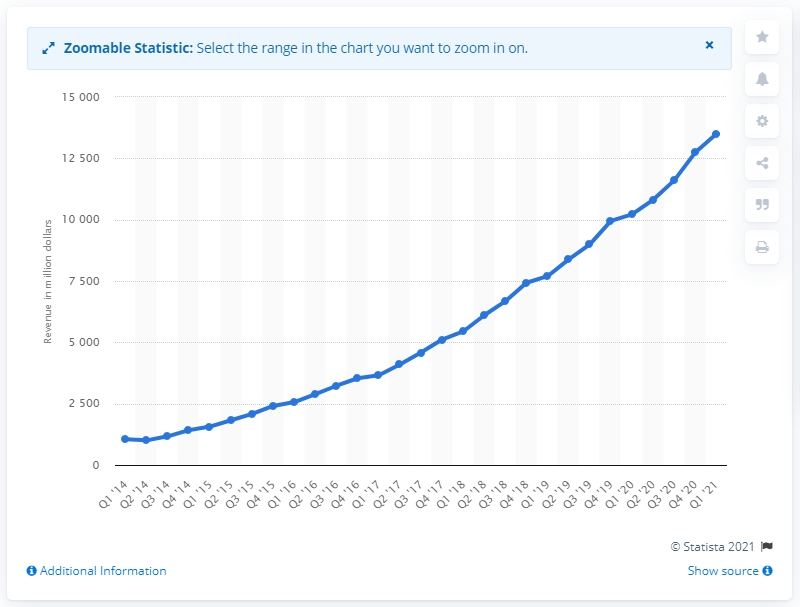 Zoomable Statistic: Select the range in the chart you want to zoom in on. ×
Revenue in million dollars
15 000
12 500
10 000
7 500
5 000
2 500
0
Q1 '14
Q2 '14
Q3 '14
Q4 '14
Q1 '15
Q2 '15
Q3 '15
Q4 '15
Q1 '16
Q2 '16
Q3 '16
Q4 '16
Q1 '17
Q2 '17
Q3 '17
Q4 '17
Q1 '18
Q2 '18
Q3 '18
Q4 '18
Q1 '19
Q2 '19
Q3 '19
Q4 '19
Q1 '20
Q2 '20
Q3 '20
Q4 '20
Q1 '21
© Statista 2021
Additional Information
Show source